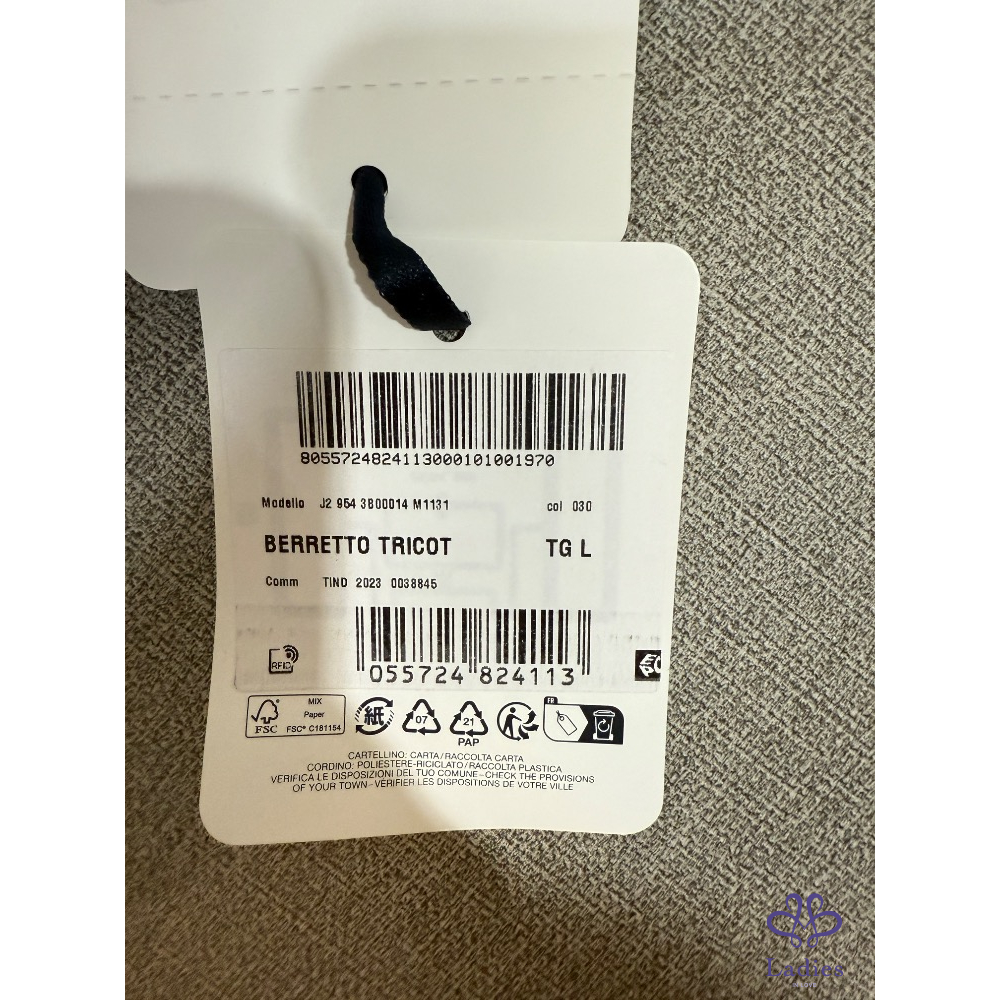 8055724824113000101001970
Modello J2 954 3B00014 M1131 col 030
BERRETTO TRICOT TG L
Comm TIND 2023 0038845
RFID
055724 824113
FSC
MIX
Paper
FSC® C181154
紙
07
21
PAP
FR
CARTELLINO: CARTA/RACCOLTA CARTA
CORDINO: POLIESTERE-RICICLATO/RACCOLTA PLASTICA
VERIFICA LE DISPOSIZIONI DEL TUO COMUNE–CHECK THE PROVISIONS
OF YOUR TOWN–VÉRIFIER LES DISPOSITIONS DE VOTRE VILLE
Ladies